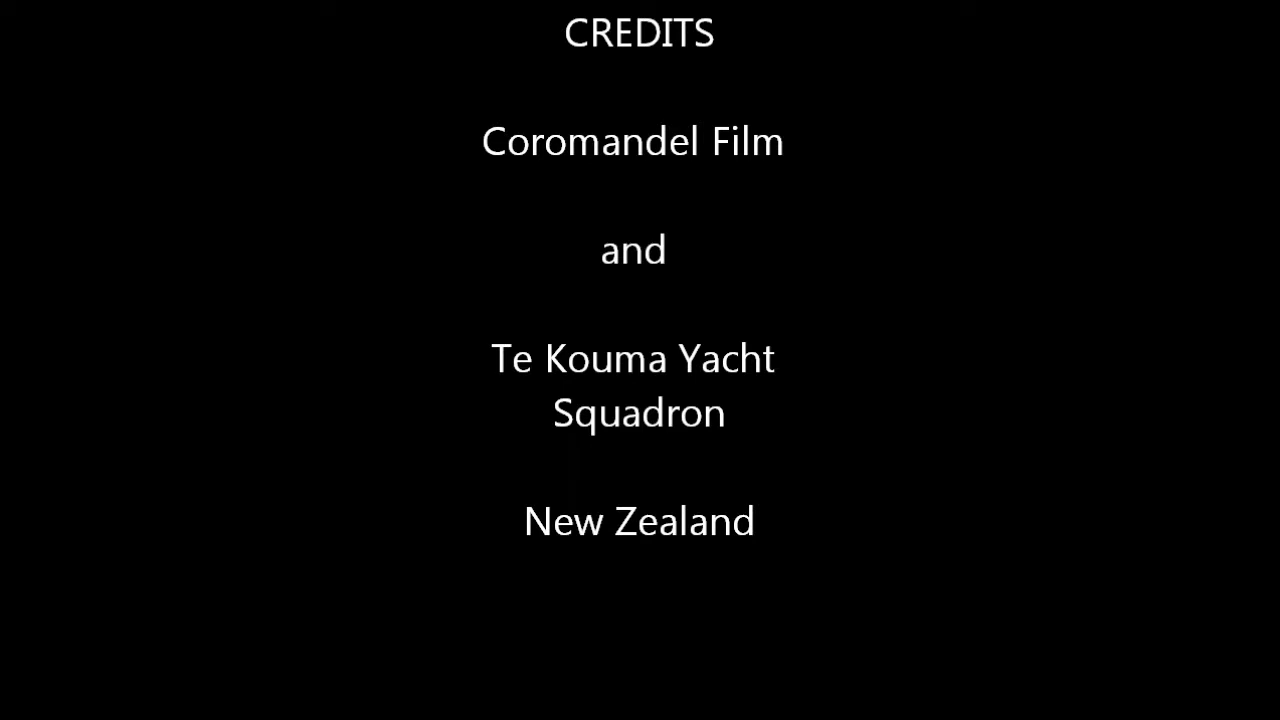 CREDITS
Coromandel Film
and
Te Kouma Yacht
Squadron
New Zealand